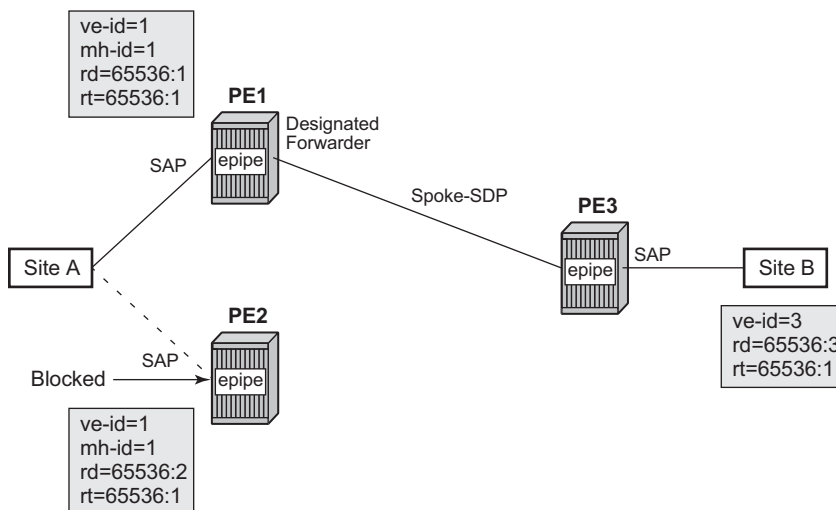 ve-id=1
mh-id=1
rd=65536:1
rt=65536:1
PE1
Designated
Forwarder
epipe
SAP
Spoke-SDP
PE3
epipe
SAP
Site A
Site B
PE2
SAP
epipe
Blocked
ve-id=3
rd=65536:3
rt=65536:1
ve-id=1
mh-id=1
rd=65536:2
rt=65536:1